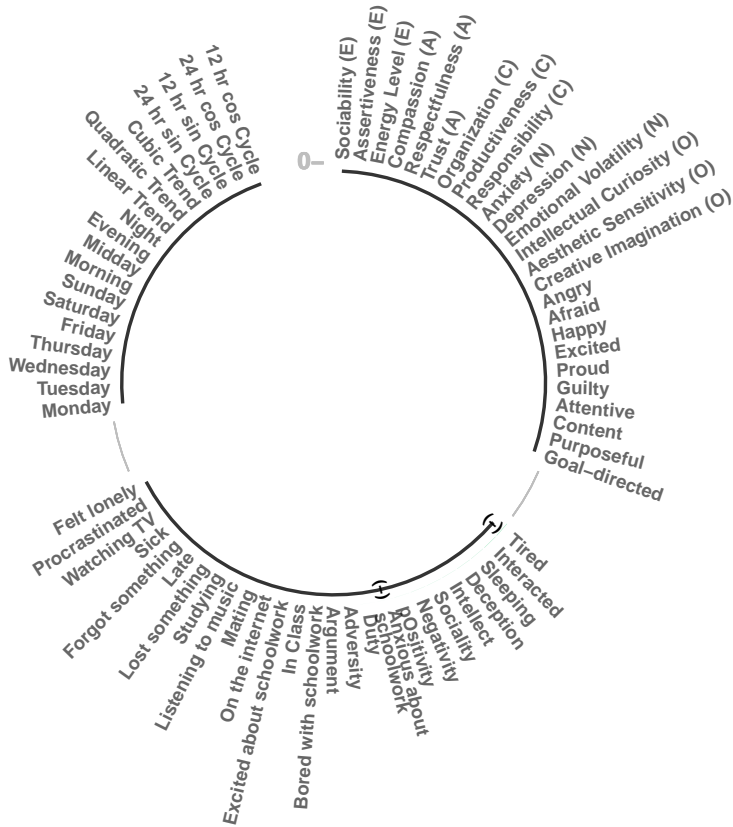 0
Sociability (E)
Assertiveness (E)
Energy Level (E)
Compassion (A)
Respectfulness (A)
Trust (A)
Organization (C)
Productiveness (C)
Responsibility (C)
Anxiety (N)
Depression (N)
Emotional Volatility (N)
Intellectual Curiosity (O)
Aesthetic Sensitivity (O)
Creative Imagination (O)
Angry
Afraid
Happy
Excited
Proud
Guilty
Attentive
Content
Purposeful
Goal–directed
Tired
Interacted
Sleeping
Deception
Intellect
Sociality
Negativity
pOsitivity
Anxious about
schoolwork
Duty
Adversity
Argument
Bored with schoolwork
In Class
Excited about schoolwork
On the internet
Mating
Listening to music
Studying
Lost something
Late
Forgot something
Sick
Watching TV
Procrastinated
Felt lonely
Monday
Tuesday
Wednesday
Thursday
Friday
Saturday
Sunday
Morning
Midday
Evening
Night
Linear Trend
Quadratic Trend
Cubic Trend
24 hr sin Cycle
12 hr sin Cycle
24 hr cos Cycle
12 hr cos Cycle